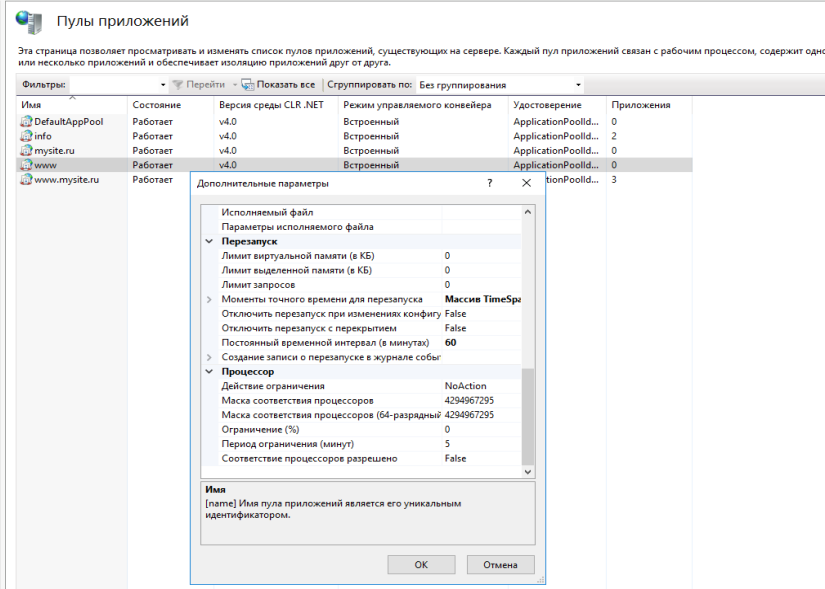 Пулы приложений
Эта страница позволяет просматривать и изменять список пулов приложений, существующих на сервере. Каждый пул приложений связан с рабочим процессом, содержит одно
или несколько приложений и обеспечивает изоляцию приложений друг от друга.
Фильтры: Перейти Показать все Сгруппировать по: Без группирования
Имя Состояние Версия среды CLR .NET Режим управляемого конвейера Удостоверение Приложения
DefaultAppPool Работает v4.0 Встроенный ApplicationPoolId... 0
info Работает v4.0 Встроенный ApplicationPoolId... 2
mysite.ru Работает v4.0 Встроенный ApplicationPoolId... 0
www Работает v4.0 Встроенный ApplicationPoolId... 0
www.mysite.ru Работает tionPoolId... 3
Дополнительные параметры ?
Исполняемый файл
Параметры исполняемого файла
Перезапуск
Лимит виртуальной памяти (в КБ) 0
Лимит выделенной памяти (в КБ) 0
Лимит запросов 0
Моменты точного времени для перезапуска Массив TimeSpa
Отключить перезапуск при изменениях конфигу False
Отключить перезапуск с перекрытием False
Постоянный временной интервал (в минутах) 60
Создание записи о перезапуске в журнале собы
Процессор
Действие ограничения NoAction
Маска соответствия процессоров 4294967295
Маска соответствия процессоров (64-разрядный 4294967295
Ограничение (%) 0
Период ограничения (минут) 5
Соответствие процессоров разрешено False
Имя
[name] Имя пула приложений является его уникальным
идентификатором.
OK Отмена